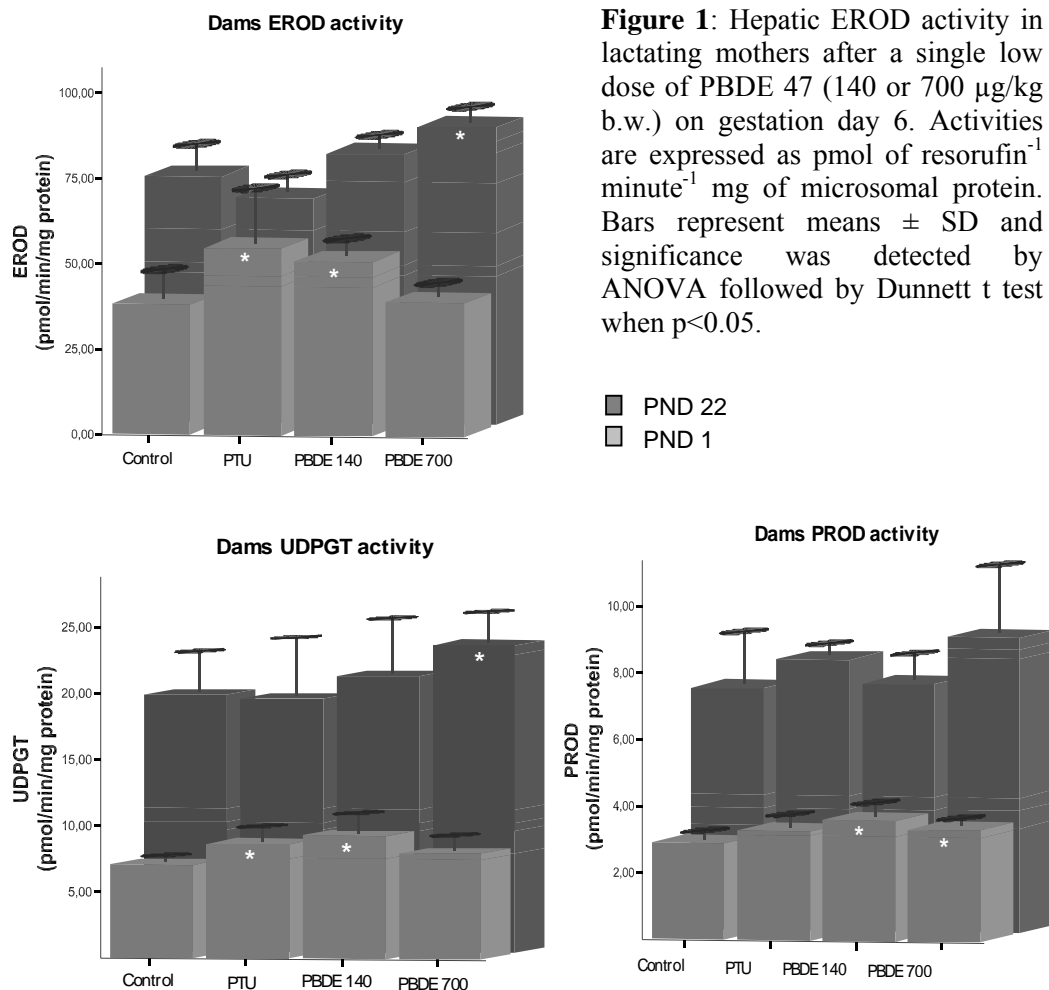 Dams EROD activity
100,00
75,00
50,00
25,00
0,00
EROD
(pmol/min/mg protein)
*
*
*
Control
PTU
PBDE 140
PBDE 700
Figure 1: Hepatic EROD activity in
lactating mothers after a single low
dose of PBDE 47 (140 or 700 μg/kg
b.w.) on gestation day 6. Activities
are expressed as pmol of resorufin⁻¹
minute⁻¹ mg of microsomal protein.
Bars represent means ± SD and
significance was detected by
ANOVA followed by Dunnett t test
when p<0.05.
PND 22
PND 1
Dams UDPGT activity
25,00
20,00
15,00
10,00
5,00
UDPGT
(pmol/min/mg protein)
*
*
*
Control
PTU
PBDE 140
PBDE 700
Dams PROD activity
10,00
8,00
6,00
4,00
2,00
PROD
(pmol/min/mg protein)
*
*
Control
PTU
PBDE 140
PBDE 700